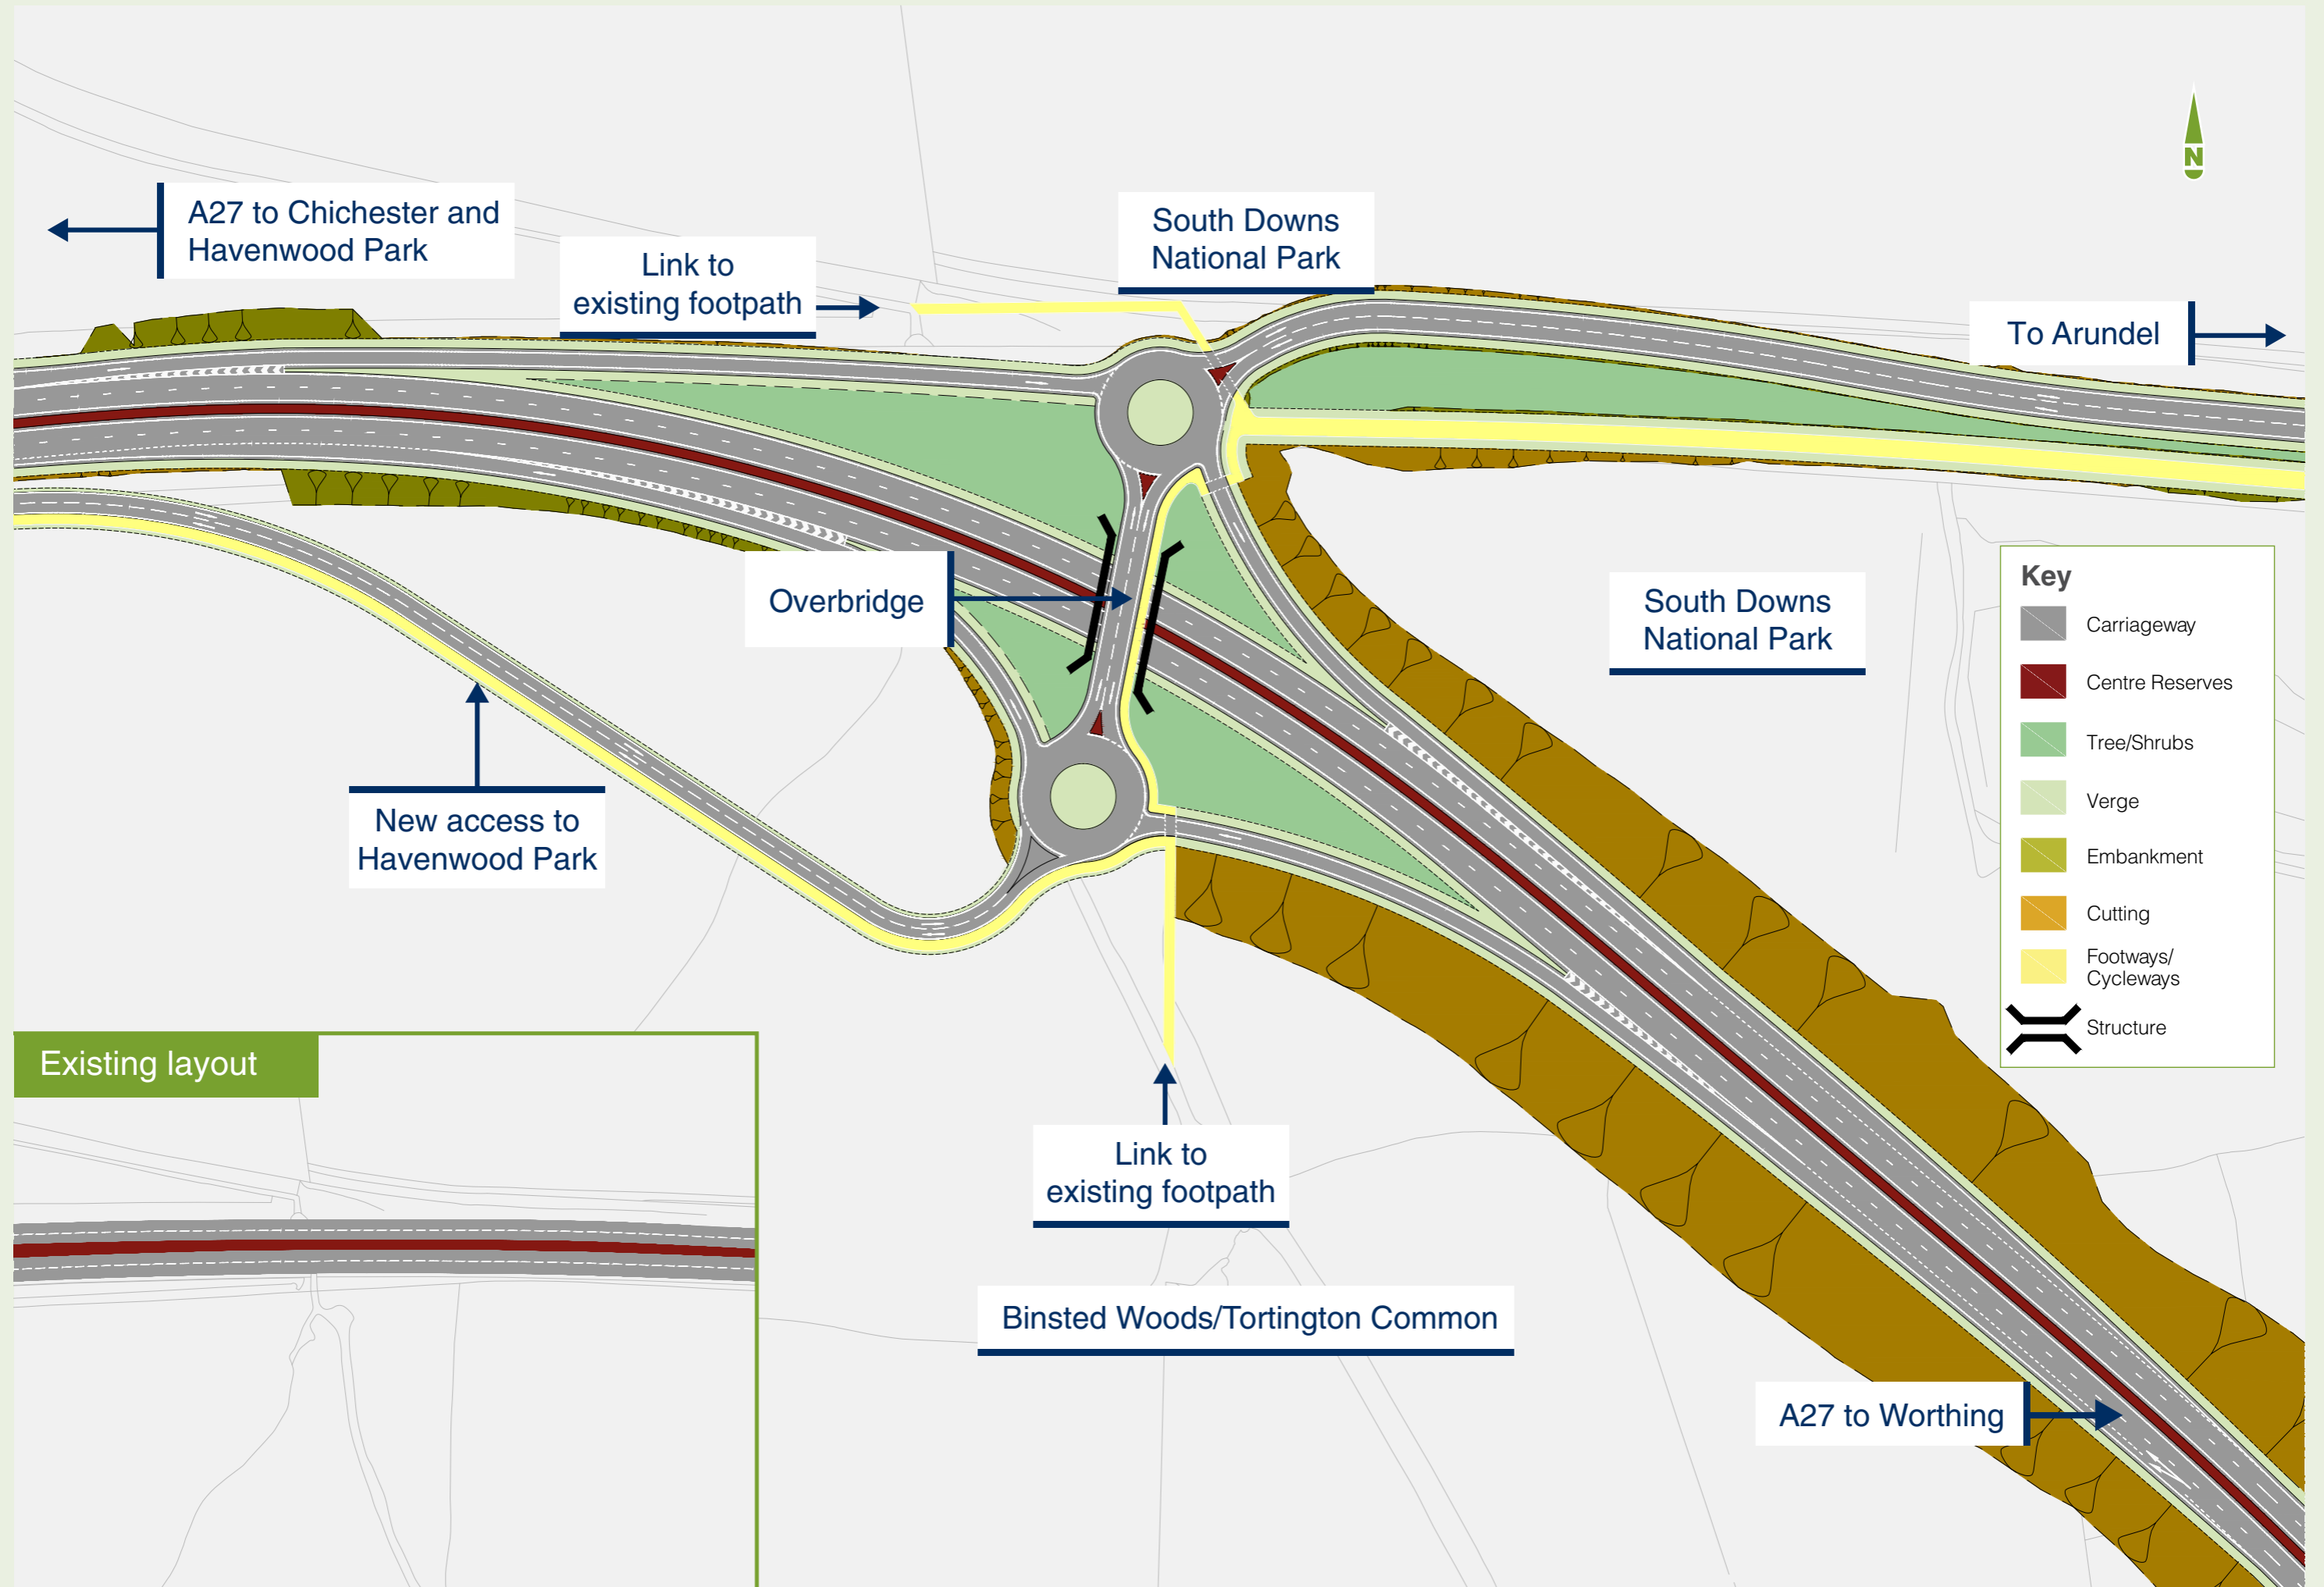 N
A27 to Chichester and
Havenwood Park
Link to
existing footpath
South Downs
National Park
To Arundel
Overbridge
South Downs
National Park
New access to
Havenwood Park
Key
Carriageway
Centre Reserves
Tree/Shrubs
Verge
Embankment
Cutting
Footways/
Cycleways
Structure
Existing layout
Link to
existing footpath
Binsted Woods/Tortington Common
A27 to Worthing